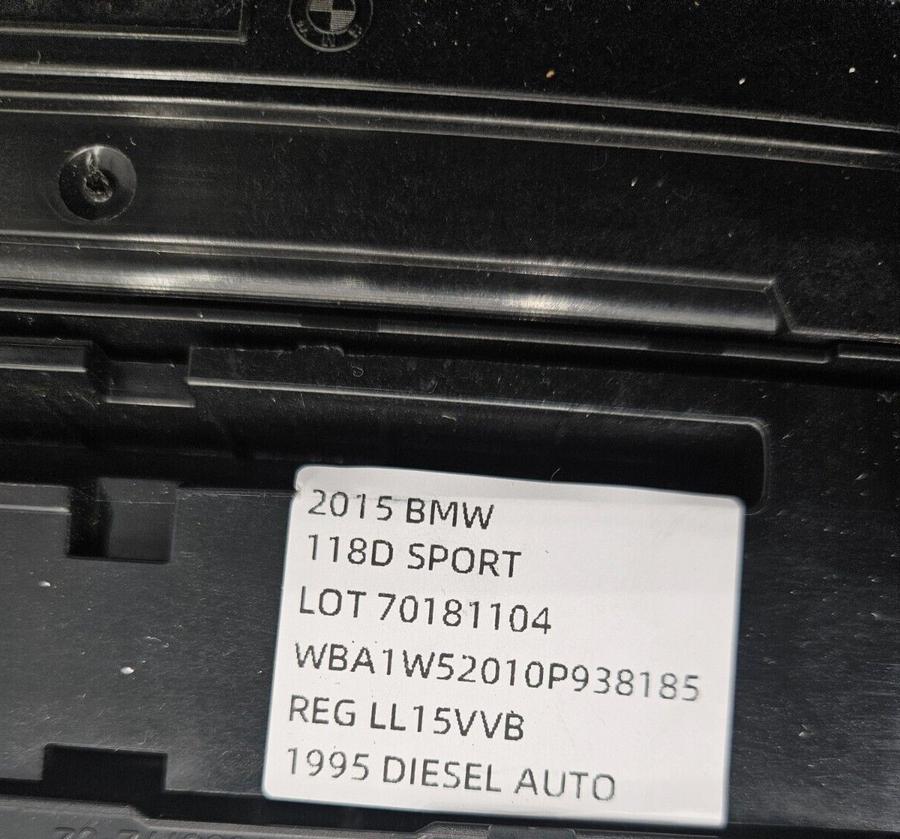 2015 BMW
118D SPORT
LOT 70181104
WBA1W52010P938185
REG LL15VVB
1995 DIESEL AUTO